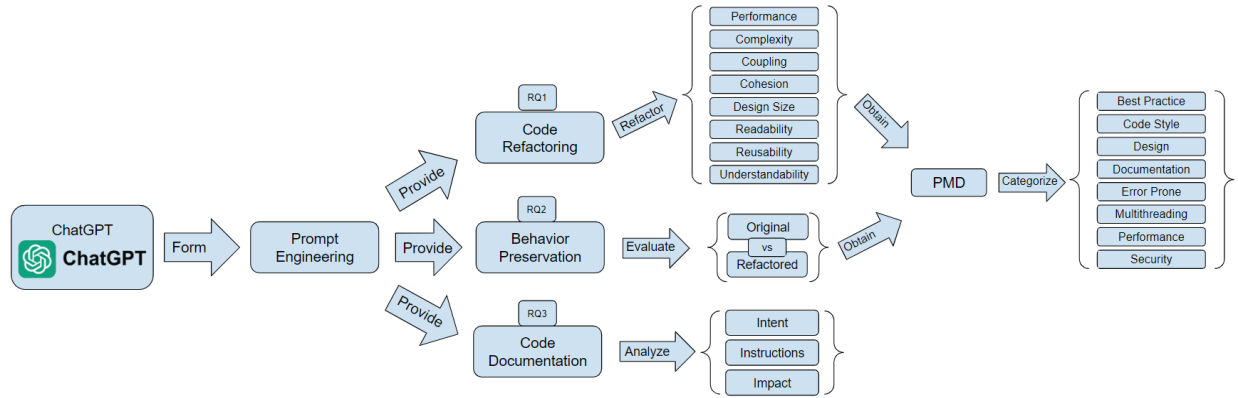 ChatGPT
ChatGPT
Form
Prompt
Engineering
Provide
Provide
Provide
RQ1
Code
Refactoring
Refactor
Performance
Complexity
Coupling
Cohesion
Design Size
Readability
Reusability
Understandability
Obtain
RQ2
Behavior
Preservation
Evaluate
Original
vs
Refactored
Obtain
RQ3
Code
Documentation
Analyze
Intent
Instructions
Impact
PMD
Categorize
Best Practice
Code Style
Design
Documentation
Error Prone
Multithreading
Performance
Security